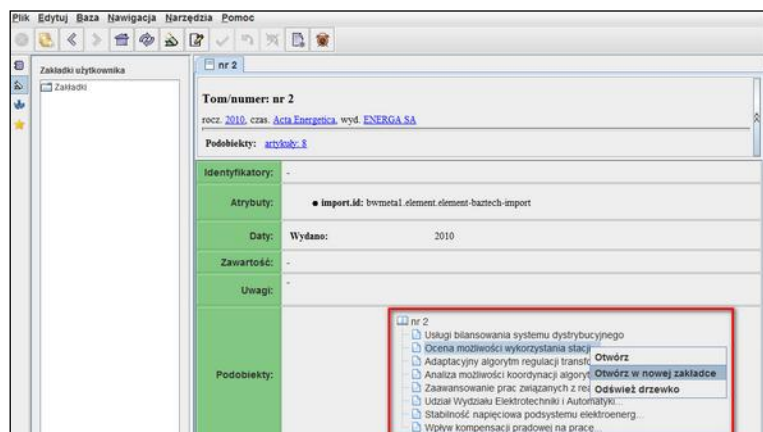 Plik Edytuj Baza Nawigacja Narzędzia Pomoc
Zakładki użytkownika
Zakładki
nr 2
Tom/numer: nr 2
rocz. 2010, czas. Acta Energetica, wyd. ENERGA SA
Podobiekty: artykuły: 8
Identyfikatory: -
Atrybuty: ● import.id: bwmeta1.element.element-baztech-import
Daty: Wydano: 2010
Zawartość: -
Uwagi: -
Podobiekty:
nr 2
Usługi bilansowania systemu dystrybucyjnego
Ocena możliwości wykorzystania stacji
Adaptacyjny algorytm regulacji transfo
Analiza możliwości koordynacji algoryt
Zaawansowanie prac związanych z rea
Udział Wydziału Elektrotechniki i Automatyki...
Stabilność napięciowa podsystemu elektroenerg...
Wpływ kompensacji prądowej na pracę...
Otwórz
Otwórz w nowej zakładce
Odśwież drzewko